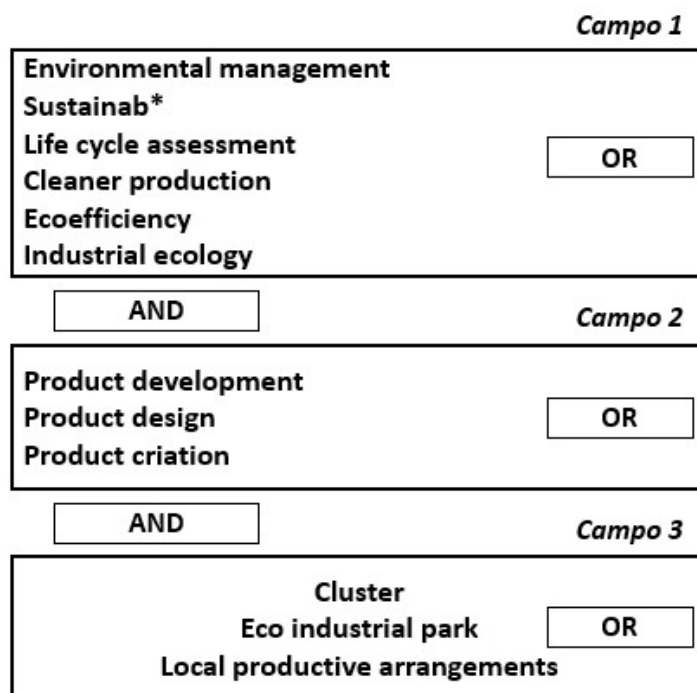 Campo 1
Environmental management
Sustainab*
Life cycle assessment
OR
Cleaner production
Ecoefficiency
Industrial ecology
AND
Campo 2
Product development
Product design
OR
Product criation
AND
Campo 3
Cluster
Eco industrial park
OR
Local productive arrangements